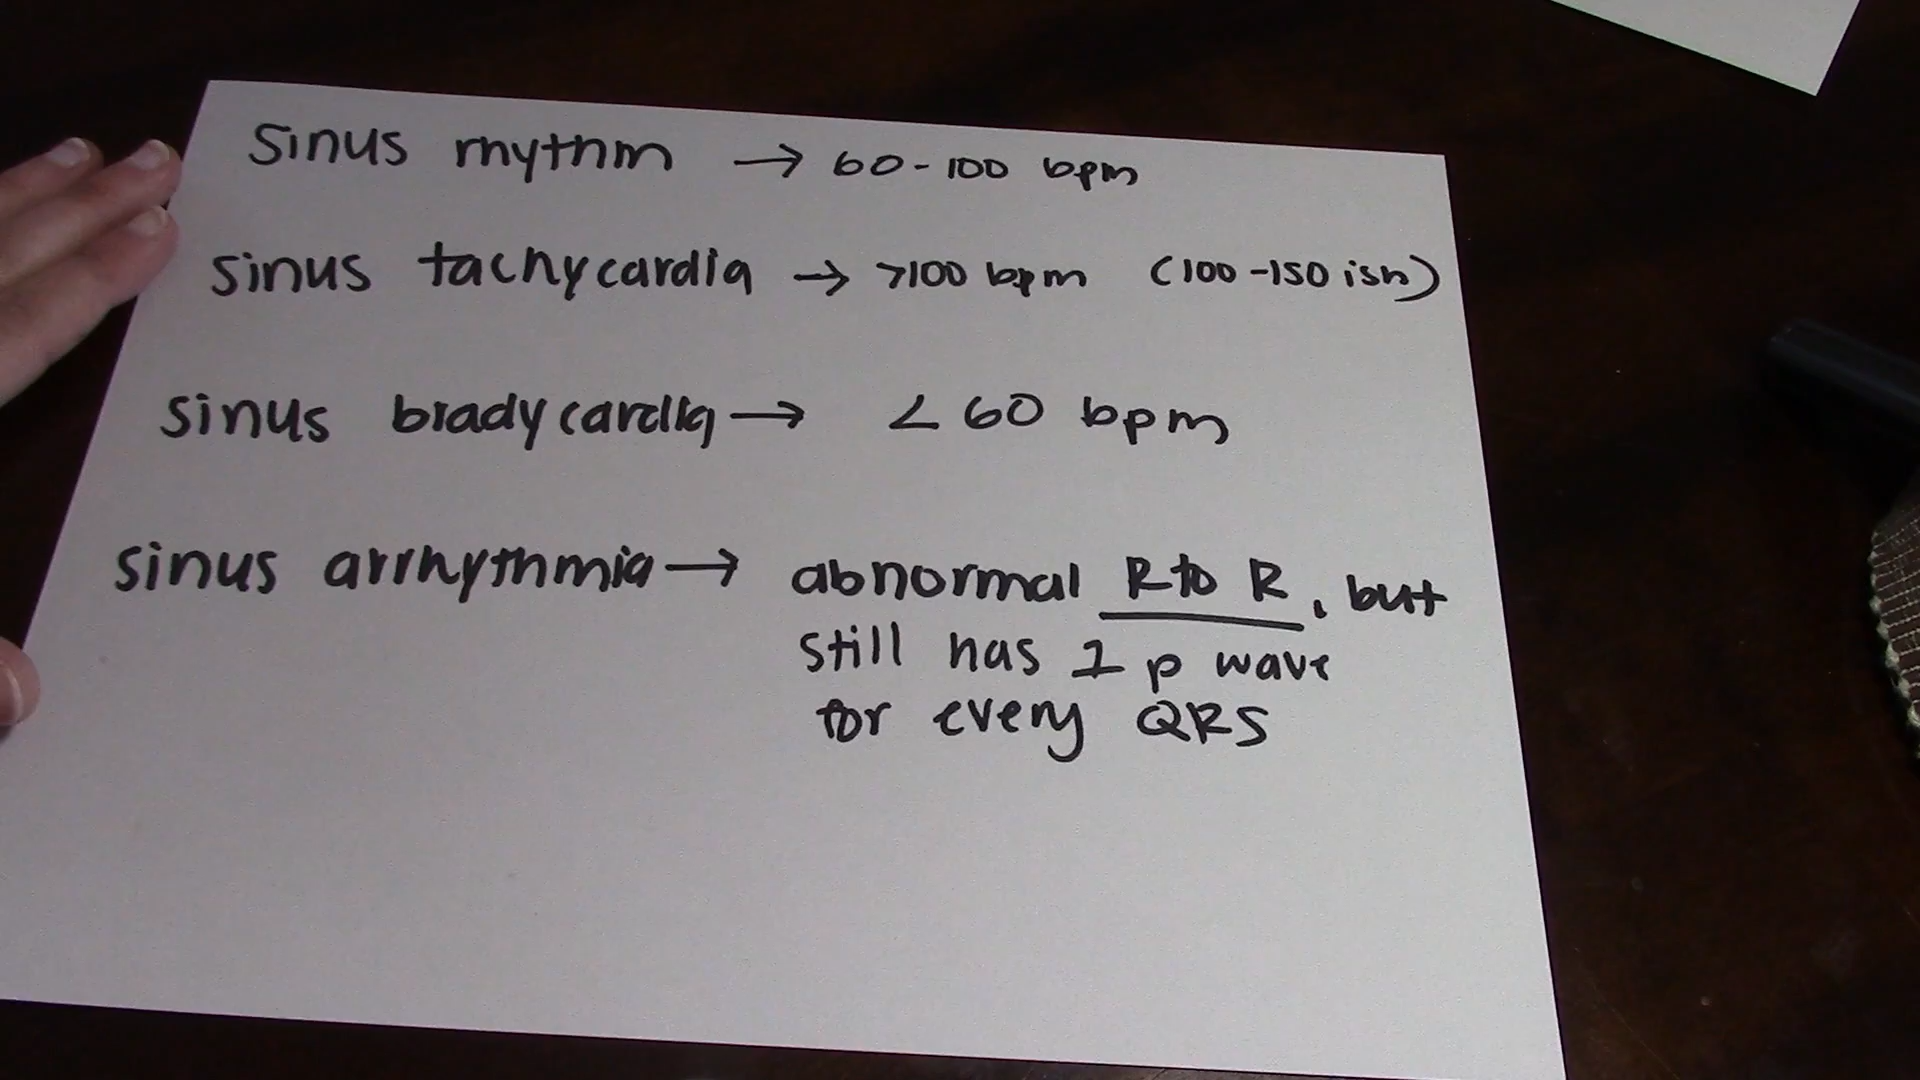 sinus rhythm → 60-100 bpm
sinus tachycardia → >100 bpm (100-150 ish)
sinus bradycardia → < 60 bpm
sinus arrhythmia → abnormal R to R, but
still has 1 p wave
for every QRS